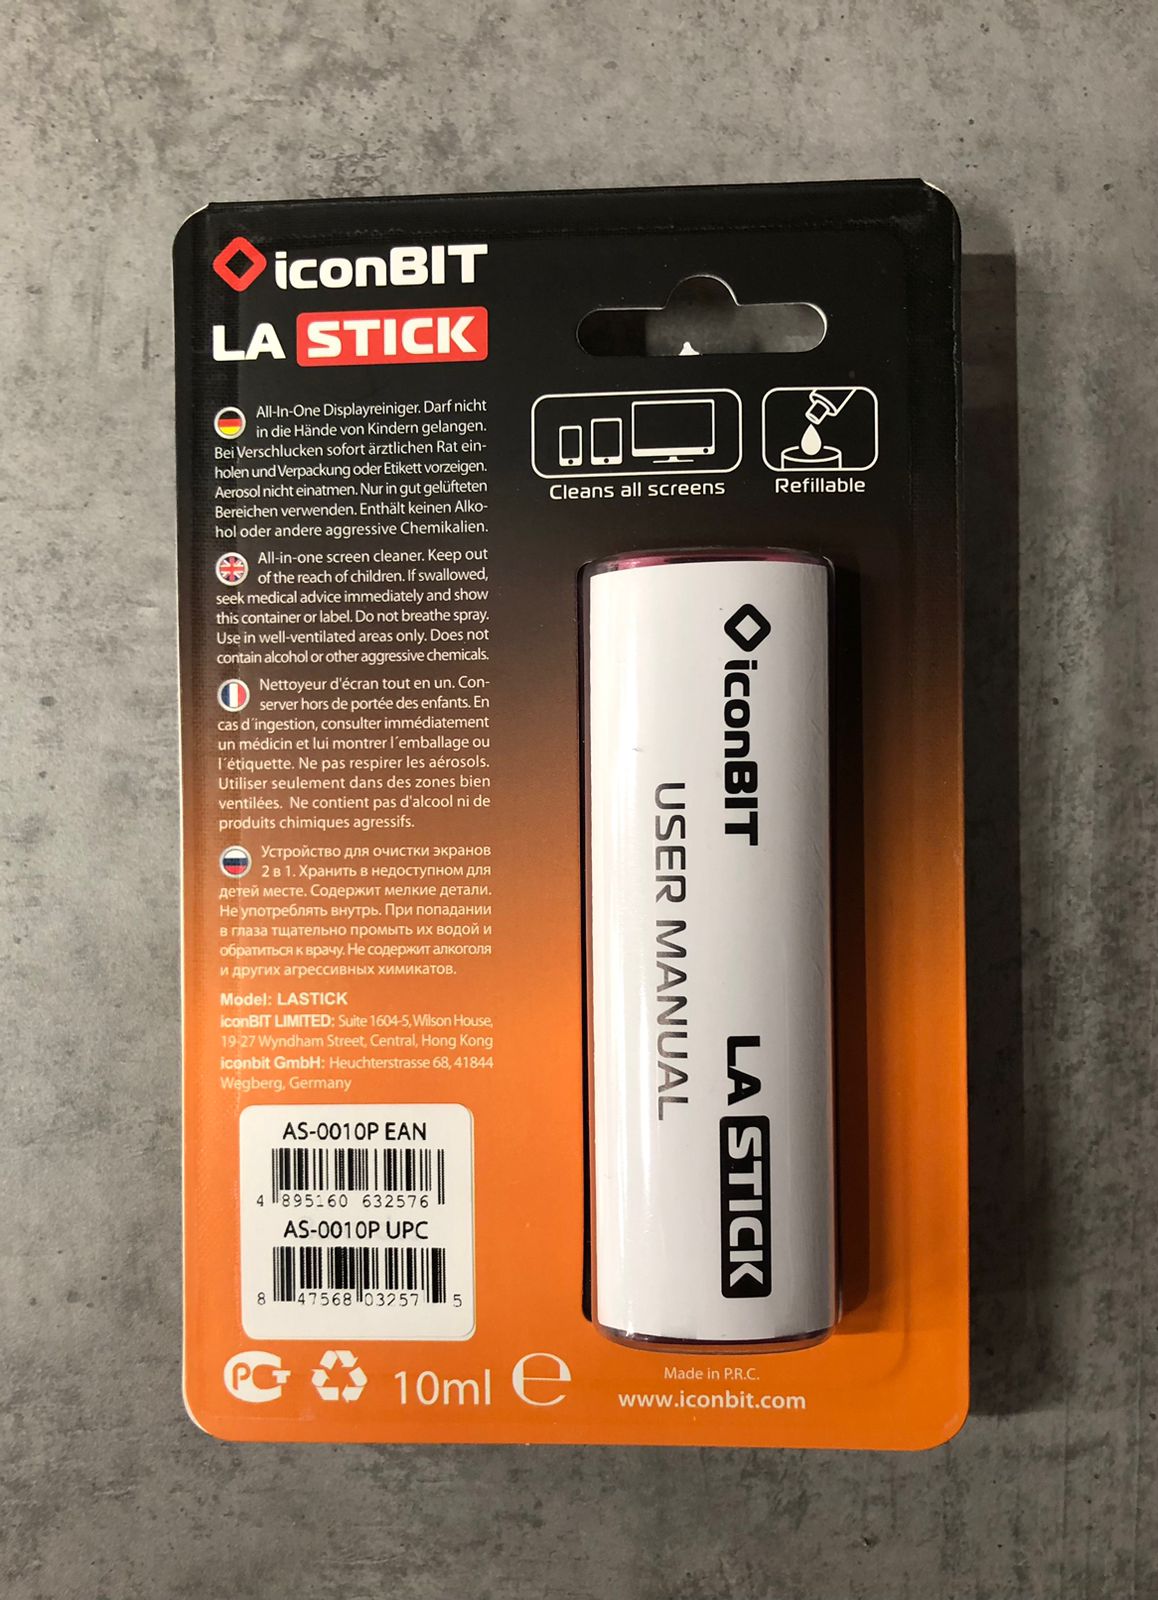 iconBIT
LA STICK
All-In-One Displayreiniger. Darf nicht
in die Hände von Kindern gelangen.
Bei Verschlucken sofort ärztlichen Rat ein-
holen und Verpackung oder Etikett vorzeigen.
Aerosol nicht einatmen. Nur in gut gelüfteten
Bereichen verwenden. Enthält keinen Alko-
hol oder andere aggressive Chemikalien.
All-in-one screen cleaner. Keep out
of the reach of children. If swallowed,
seek medical advice immediately and show
this container or label. Do not breathe spray.
Use in well-ventilated areas only. Does not
contain alcohol or other aggressive chemicals.
Nettoyeur d'écran tout en un. Con-
server hors de portée des enfants. En
cas d´ingestion, consulter immédiatement
un médicin et lui montrer l´emballage ou
l´étiquette. Ne pas respirer les aérosols.
Utiliser seulement dans des zones bien
ventilées. Ne contient pas d'alcool ni de
produits chimiques agressifs.
Устройство для очистки экранов
2 в 1. Хранить в недоступном для
детей месте. Содержит мелкие детали.
Не употреблять внутрь. При попадании
в глаза тщательно промыть их водой и
обратиться к врачу. Не содержит алкоголя
и других агрессивных химикатов.
Model: LASTICK
iconBIT LIMITED: Suite 1604-5, Wilson House,
19-27 Wyndham Street, Central, Hong Kong
iconbit GmbH: Heuchterstrasse 68, 41844
Wegberg, Germany
AS-0010P EAN
4 895160 632576
AS-0010P UPC
8 47568 03257 5
РСТ
10ml e
Cleans all screens
Refillable
iconBIT LA STICK
USER MANUAL
Made in P.R.C.
www.iconbit.com